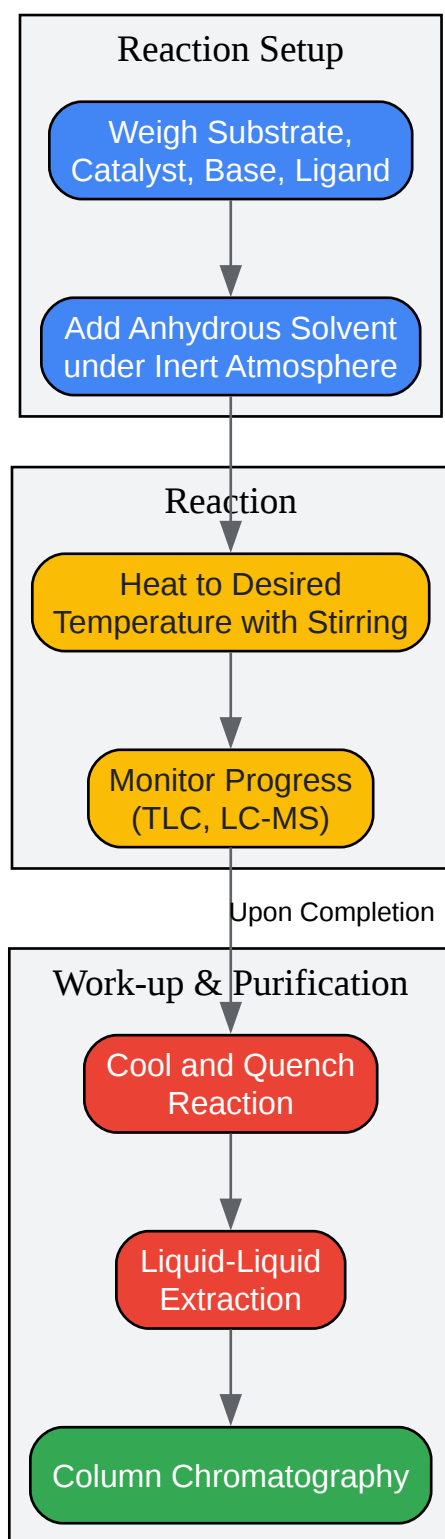 Reaction Setup
Weigh Substrate,
Catalyst, Base, Ligand
Add Anhydrous Solvent
under Inert Atmosphere
Reaction
Heat to Desired
Temperature with Stirring
Monitor Progress
(TLC, LC-MS)
Upon Completion
Work-up & Purification
Cool and Quench
Reaction
Liquid-Liquid
Extraction
Column Chromatography